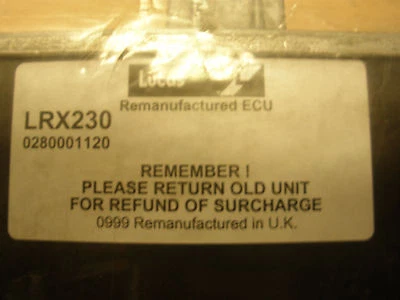 Lucas
Remanufactured ECU
LRX230
0280001120
REMEMBER !
PLEASE RETURN OLD UNIT
FOR REFUND OF SURCHARGE
0999 Remanufactured in U.K.